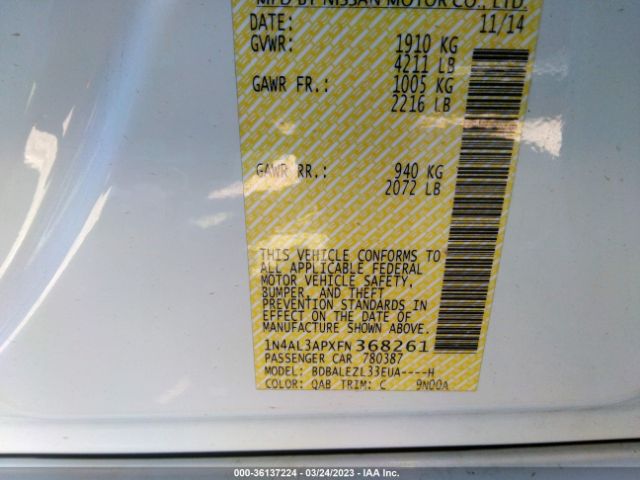 MFD BY NISSAN MOTOR CO., LTD.
DATE: 11/14
GVWR: 1910 KG
4211 LB
GAWR FR.: 1005 KG
2216 LB
GAWR RR.: 940 KG
2072 LB
THIS VEHICLE CONFORMS TO
ALL APPLICABLE FEDERAL
MOTOR VEHICLE SAFETY,
BUMPER, AND THEFT
PREVENTION STANDARDS IN
EFFECT ON THE DATE OF
MANUFACTURE SHOWN ABOVE.
1N4AL3APXFN368261
PASSENGER CAR 780387
MODEL: BDBALEZL33EUA----H
COLOR: QAB TRIM: C 9N00A
000-36137224 - 03/24/2023 - IAA Inc.